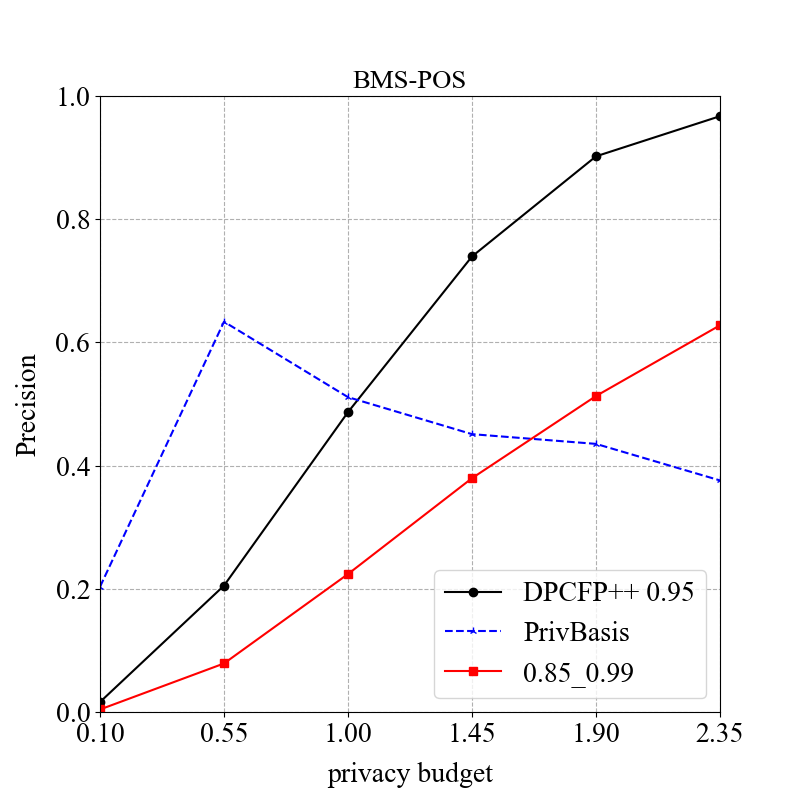 BMS-POS
1.0
0.8
0.6
0.4
0.2
0.0
Precision
DPCFP++ 0.95
PrivBasis
0.85_0.99
0.10 0.55 1.00 1.45 1.90 2.35
privacy budget